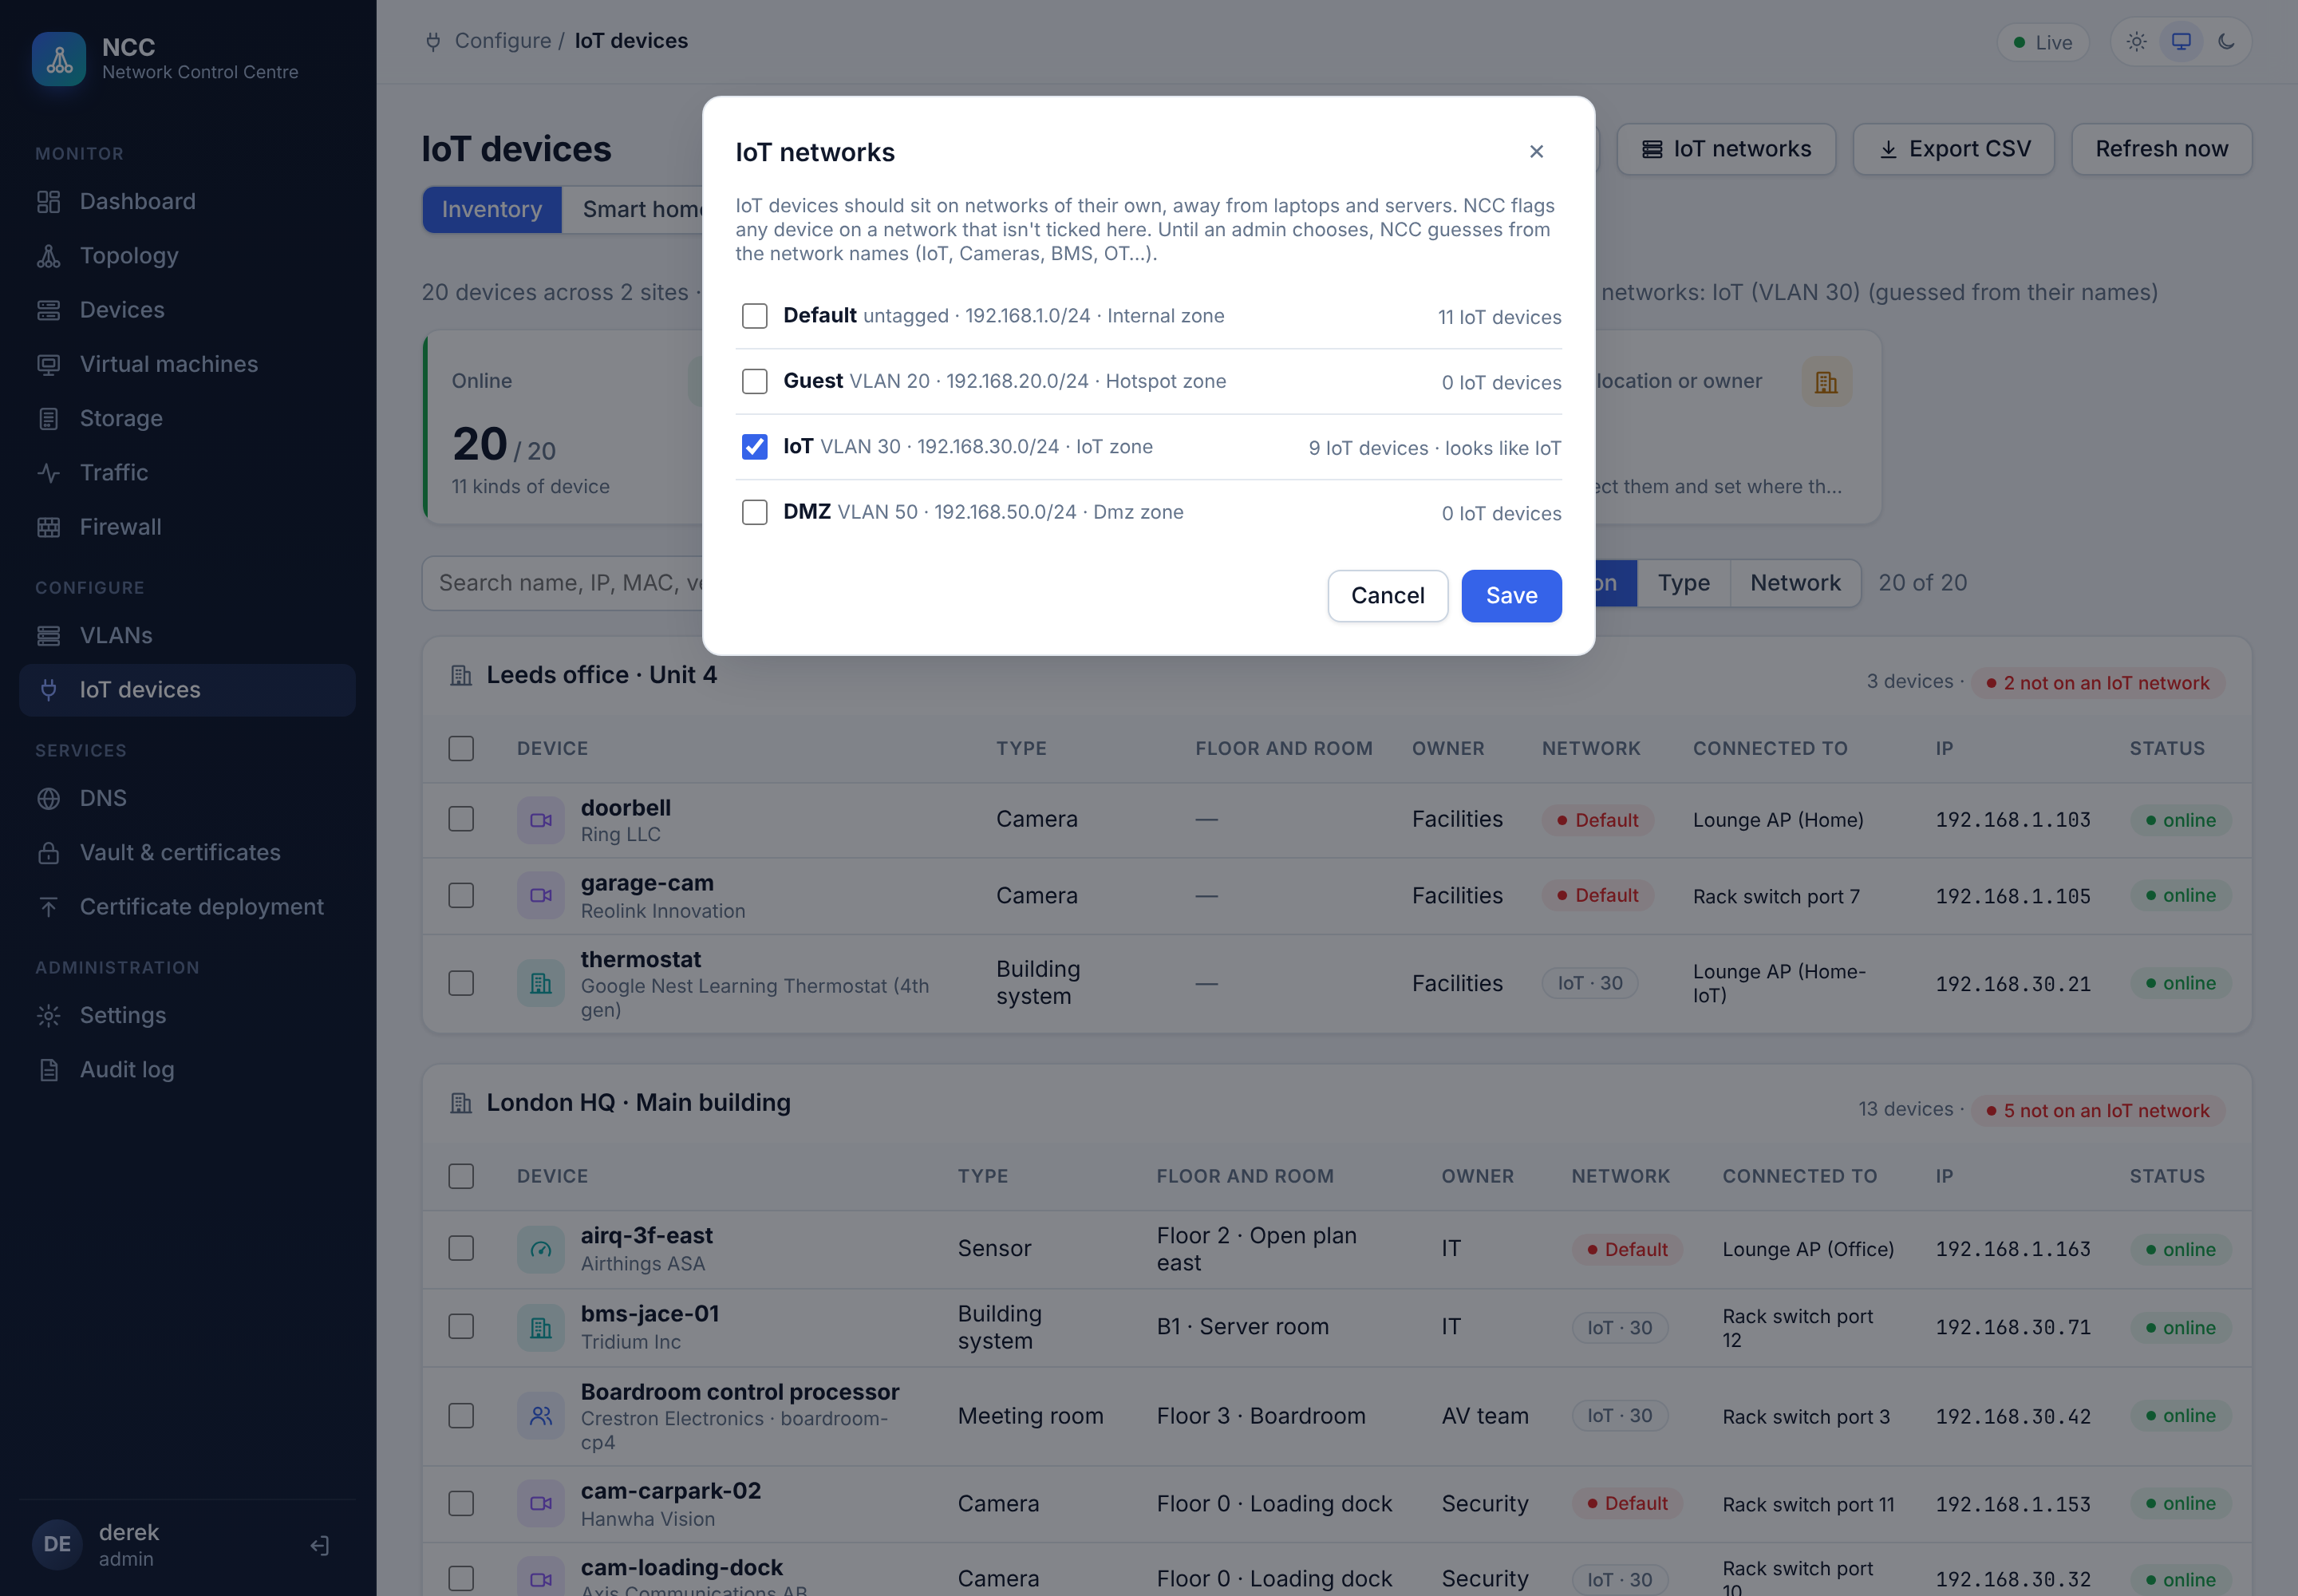 NCC
Network Control Centre
MONITOR
Dashboard
Topology
Devices
Virtual machines
Storage
Traffic
Firewall
CONFIGURE
VLANs
IoT devices
SERVICES
DNS
Vault & certificates
Certificate deployment
ADMINISTRATION
Settings
Audit log
DE
derek
admin
Configure / IoT devices
Live
IoT devices
IoT networks
Export CSV
Refresh now
Inventory
Smart home
20 devices across 2 sites ·
networks: IoT (VLAN 30) (guessed from their names)
Online
20 / 20
11 kinds of device
location or owner
them and set where th...
IoT networks
×
IoT devices should sit on networks of their own, away from laptops and servers. NCC flags
any device on a network that isn't ticked here. Until an admin chooses, NCC guesses from
the network names (IoT, Cameras, BMS, OT...).
Default untagged · 192.168.1.0/24 · Internal zone 11 IoT devices
Guest VLAN 20 · 192.168.20.0/24 · Hotspot zone 0 IoT devices
IoT VLAN 30 · 192.168.30.0/24 · IoT zone 9 IoT devices · looks like IoT
DMZ VLAN 50 · 192.168.50.0/24 · Dmz zone 0 IoT devices
Cancel
Save
Search name, IP, MAC,
Type
Network
20 of 20
Leeds office · Unit 4
3 devices · 2 not on an IoT network
DEVICE TYPE FLOOR AND ROOM OWNER NETWORK CONNECTED TO IP STATUS
doorbell
Ring LLC
Camera — Facilities Default Lounge AP (Home) 192.168.1.103 online
garage-cam
Reolink Innovation
Camera — Facilities Default Rack switch port 7 192.168.1.105 online
thermostat
Google Nest Learning Thermostat (4th
gen)
Building
system
— Facilities IoT · 30
Lounge AP (Home-
IoT)
192.168.30.21 online
London HQ · Main building
13 devices · 5 not on an IoT network
DEVICE TYPE FLOOR AND ROOM OWNER NETWORK CONNECTED TO IP STATUS
airq-3f-east
Airthings ASA
Sensor
Floor 2 · Open plan
east
IT Default Lounge AP (Office) 192.168.1.163 online
bms-jace-01
Tridium Inc
Building
system
B1 · Server room IT IoT · 30
Rack switch port
12
192.168.30.71 online
Boardroom control processor
Crestron Electronics · boardroom-
cp4
Meeting room Floor 3 · Boardroom AV team IoT · 30 Rack switch port 3 192.168.30.42 online
cam-carpark-02
Hanwha Vision
Camera Floor 0 · Loading dock Security Default Rack switch port 11 192.168.1.153 online
cam-loading-dock
Axis Communications AB
Camera Floor 0 · Loading dock Security IoT · 30
Rack switch port
10
192.168.30.32 online